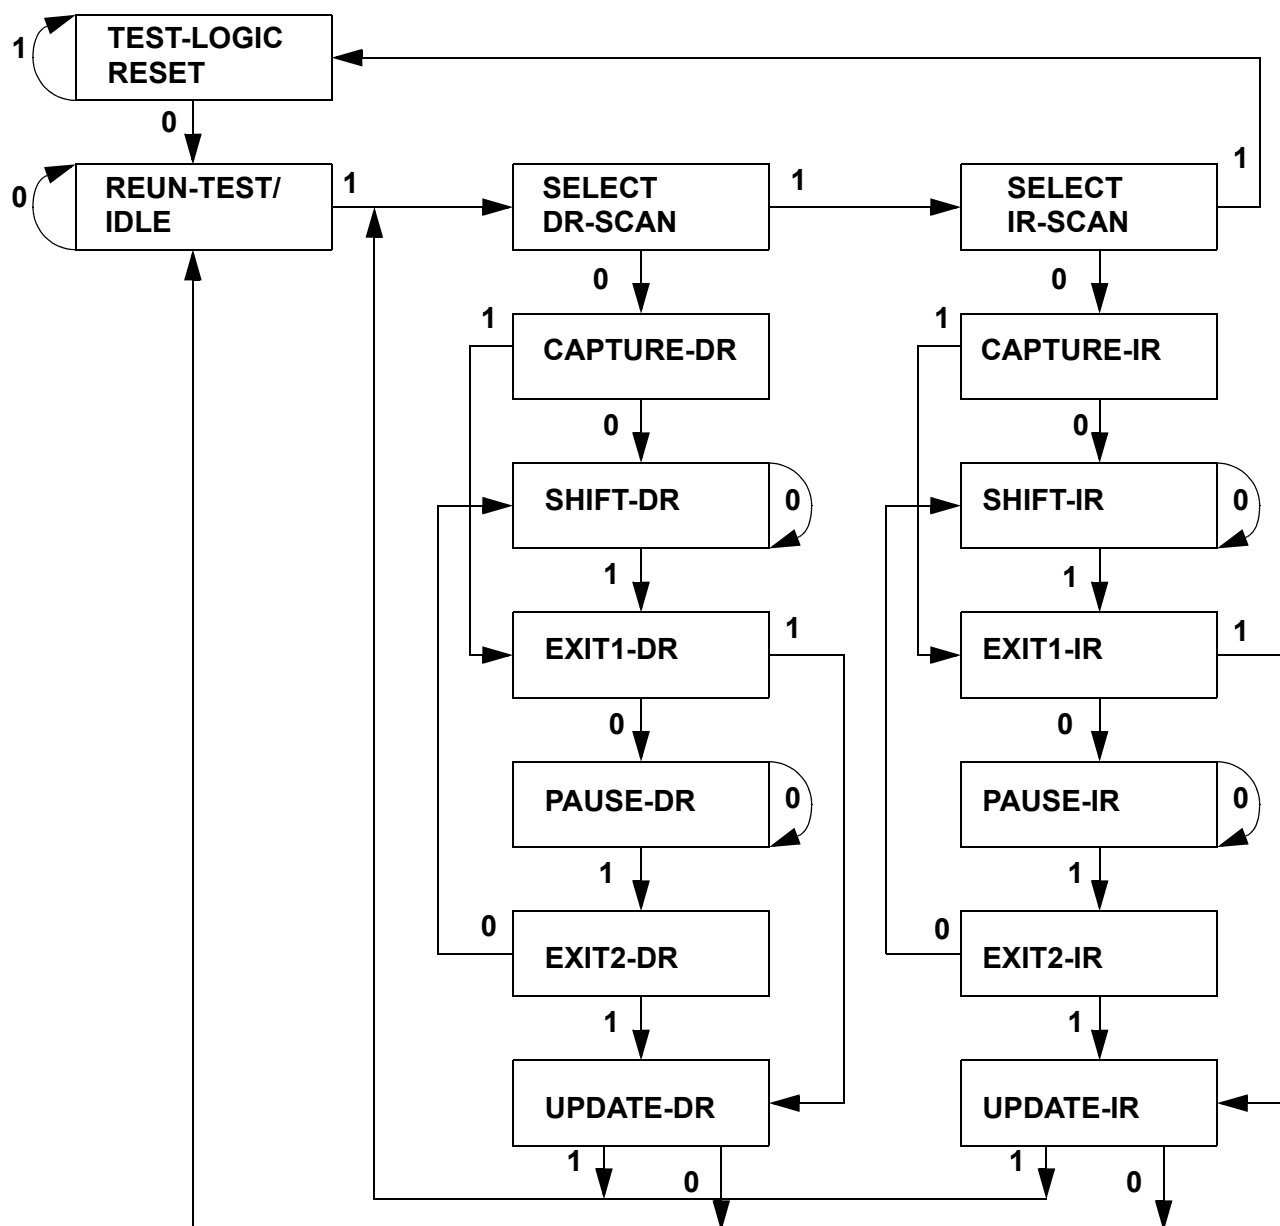 TEST-LOGIC
RESET
1
0
REUN-TEST/
IDLE
0
1
SELECT
DR-SCAN
1
SELECT
IR-SCAN
1
0
0
1
CAPTURE-DR
1
CAPTURE-IR
0
0
SHIFT-DR
0
SHIFT-IR
0
1
1
EXIT1-DR
1
EXIT1-IR
1
0
0
PAUSE-DR
0
PAUSE-IR
0
1
1
0
EXIT2-DR
0
EXIT2-IR
1
1
UPDATE-DR
UPDATE-IR
1
0
1
0